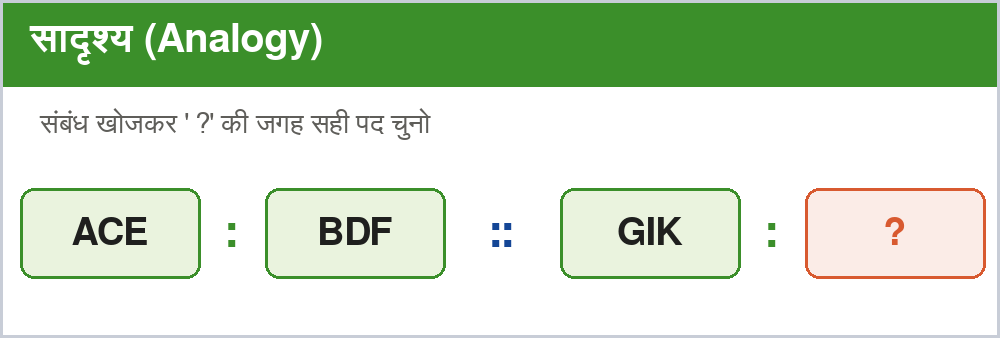 सादृश्य (Analogy)
संबंध खोजकर ' ?' की जगह सही पद चुनो
ACE : BDF :: GIK : ?